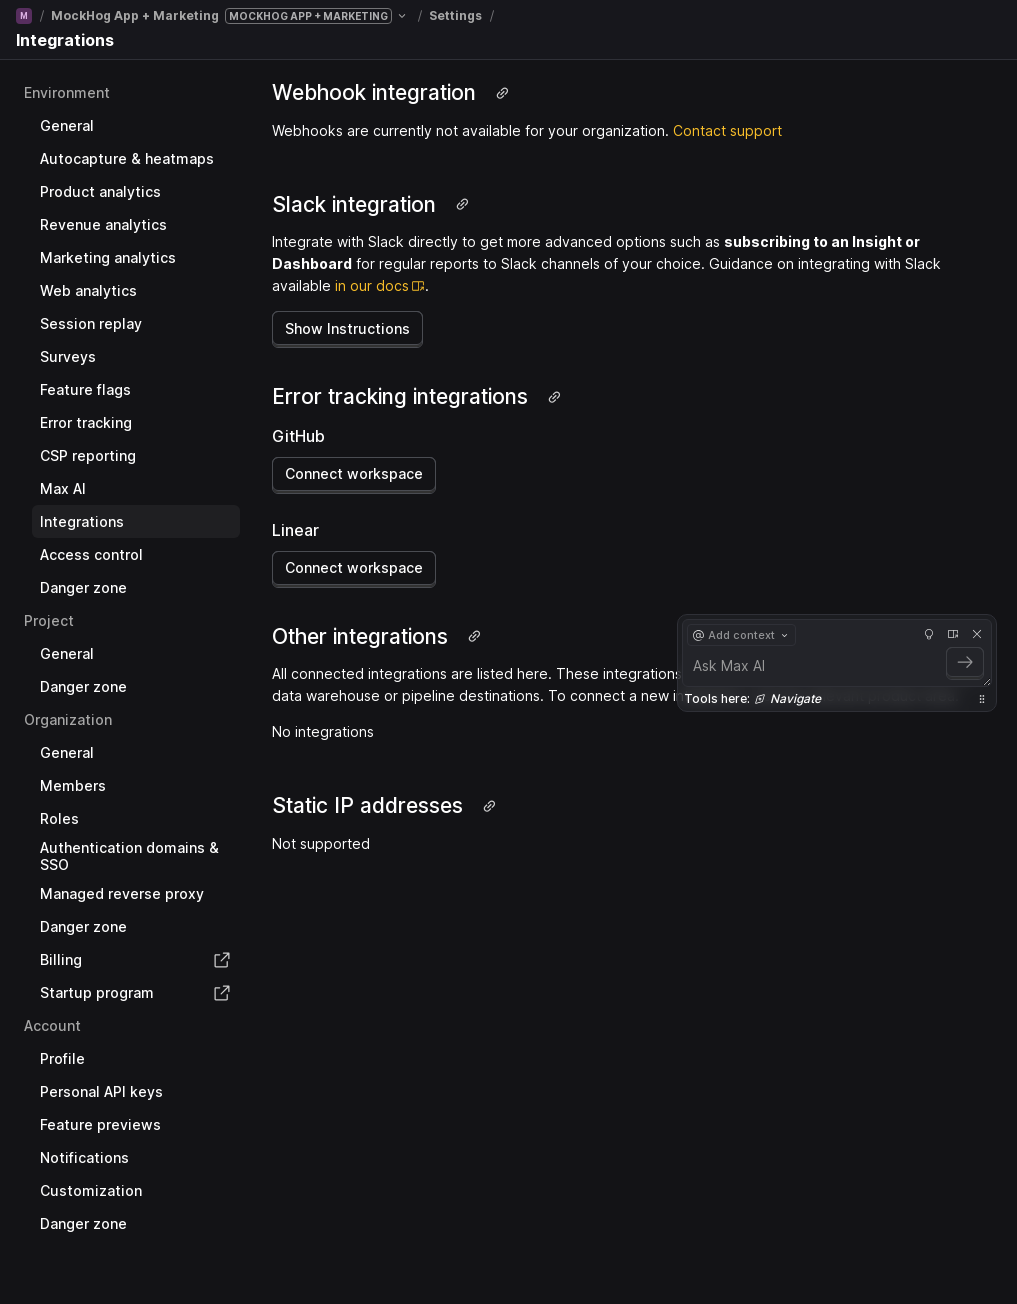 M / MockHog App + Marketing MOCKHOG APP + MARKETING / Settings /
Integrations
Environment
General
Autocapture & heatmaps
Product analytics
Revenue analytics
Marketing analytics
Web analytics
Session replay
Surveys
Feature flags
Error tracking
CSP reporting
Max AI
Integrations
Access control
Danger zone
Project
General
Danger zone
Organization
General
Members
Roles
Authentication domains &
SSO
Managed reverse proxy
Danger zone
Billing
Startup program
Account
Profile
Personal API keys
Feature previews
Notifications
Customization
Danger zone
Webhook integration
Webhooks are currently not available for your organization. Contact support
Slack integration
Integrate with Slack directly to get more advanced options such as subscribing to an Insight or
Dashboard for regular reports to Slack channels of your choice. Guidance on integrating with Slack
available in our docs.
Show Instructions
Error tracking integrations
GitHub
Connect workspace
Linear
Connect workspace
Other integrations
All connected integrations are listed here. These integrations
data warehouse or pipeline destinations. To connect a new
No integrations
Static IP addresses
Not supported
@ Add context
Ask Max AI
Tools here: Navigate